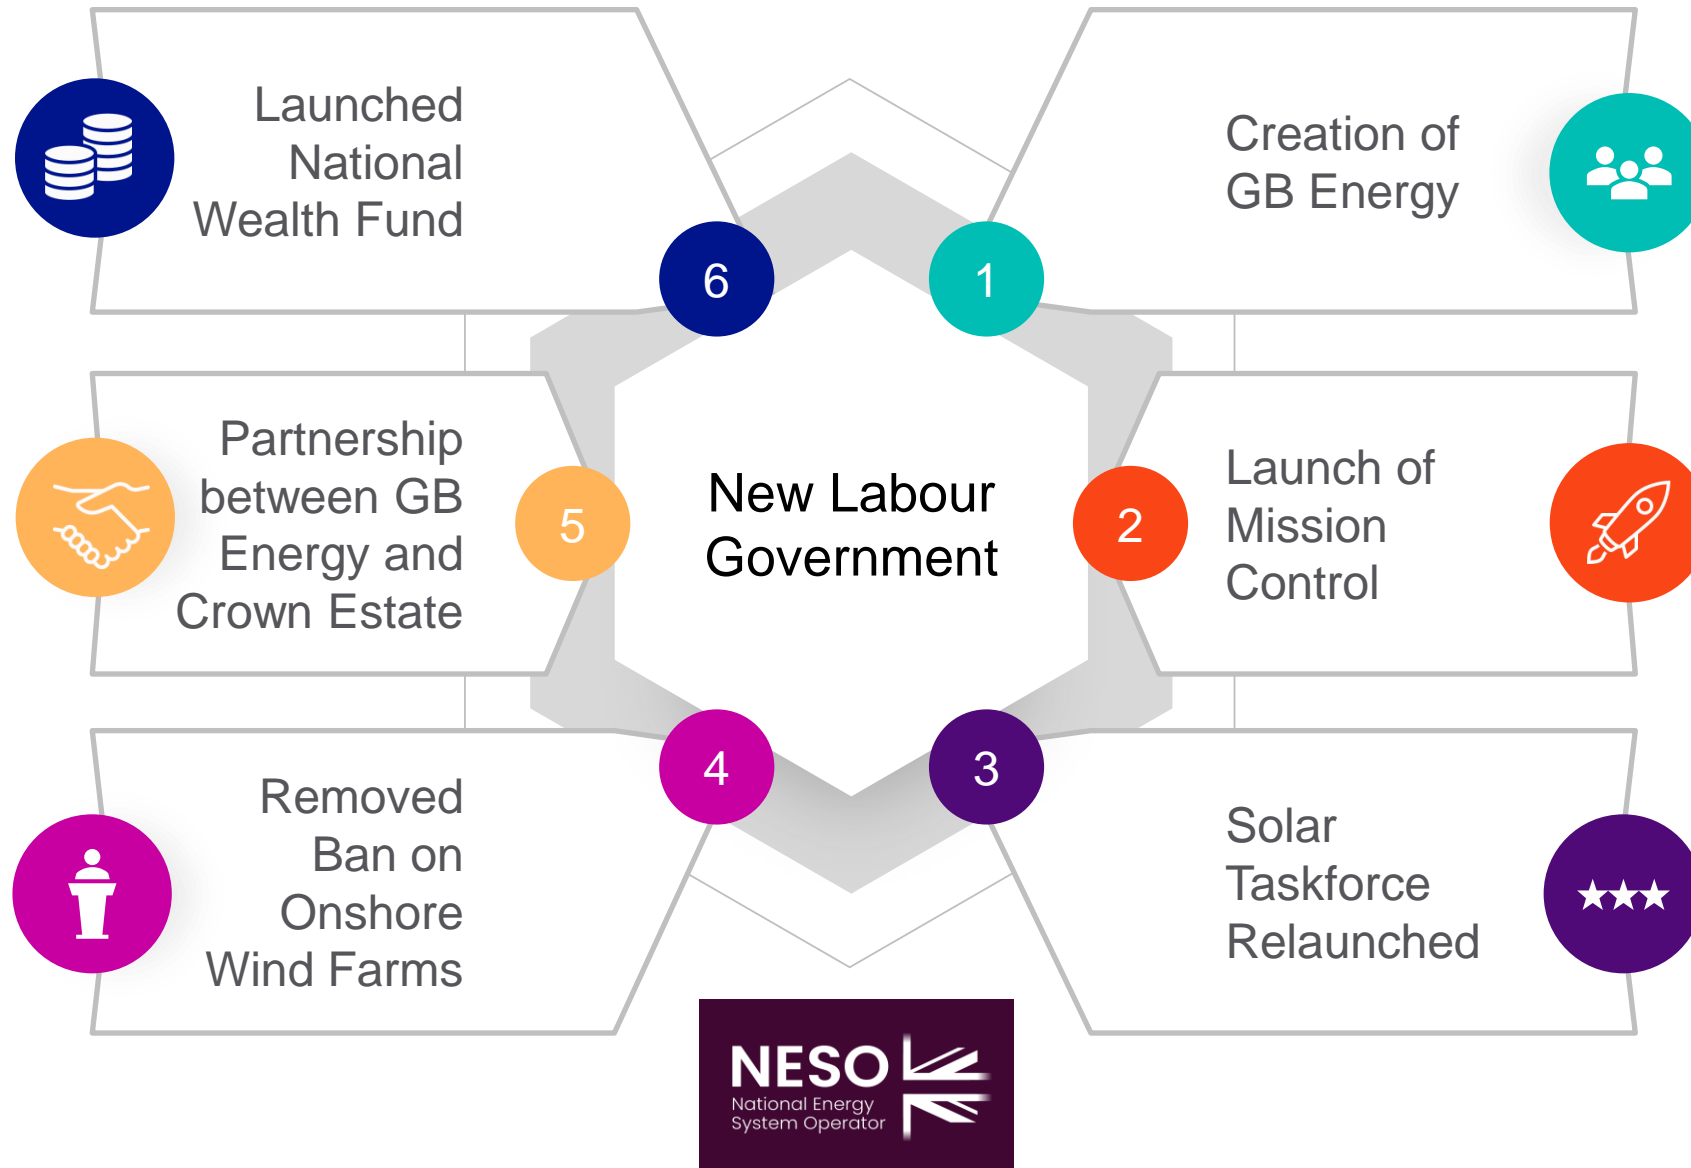 Creation of
GB Energy
1
Launch of
Mission
Control
2
Solar
Taskforce
Relaunched
3
Removed
Ban on
Onshore
Wind Farms
4
Partnership
between GB
Energy and
Crown Estate
5
Launched
National
Wealth Fund
6
New Labour
Government
NESO
National Energy
System Operator